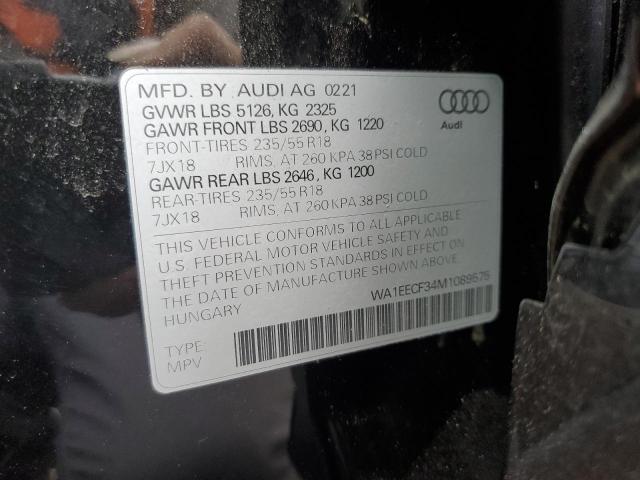 MFD. BY AUDI AG 0221
GVWR LBS 5126, KG 2325
GAWR FRONT LBS 2690, KG 1220
FRONT-TIRES 235/55 R18
7JX18 RIMS, AT 260 KPA 38 PSI COLD
GAWR REAR LBS 2646, KG 1200
REAR-TIRES 235/55 R18
7JX18 RIMS, AT 260 KPA 38 PSI COLD
Audi
THIS VEHICLE CONFORMS TO ALL APPLICABLE
U.S. FEDERAL MOTOR VEHICLE SAFETY AND
THEFT PREVENTION STANDARDS IN EFFECT ON
THE DATE OF MANUFACTURE SHOWN ABOVE.
HUNGARY
WA1EECF34M1089575
TYPE:
MPV